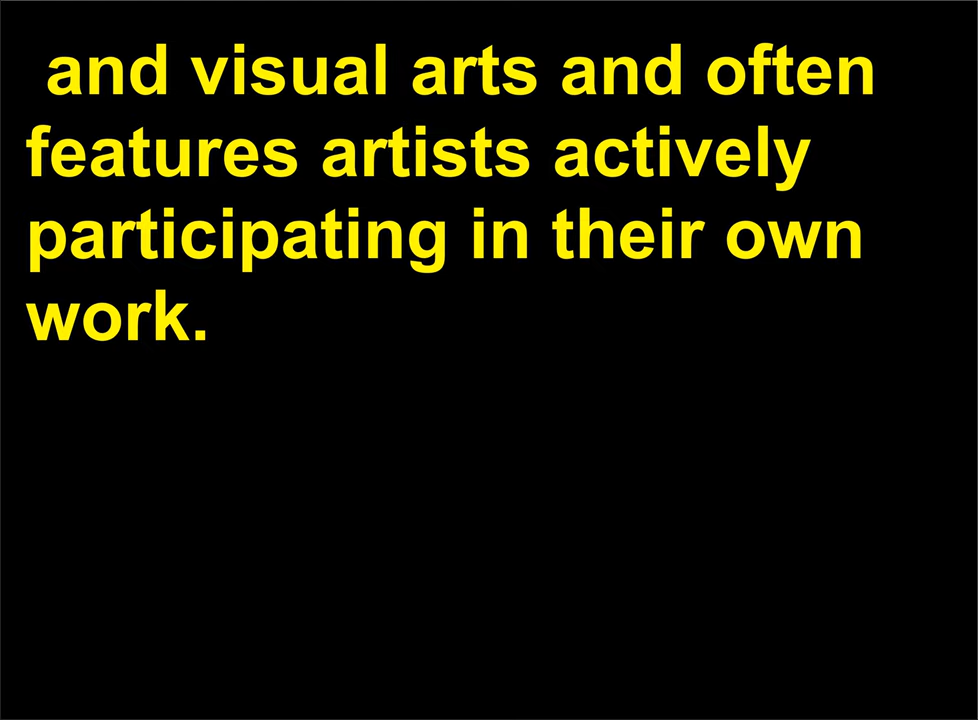 and visual arts and often
features artists actively
participating in their own
work.